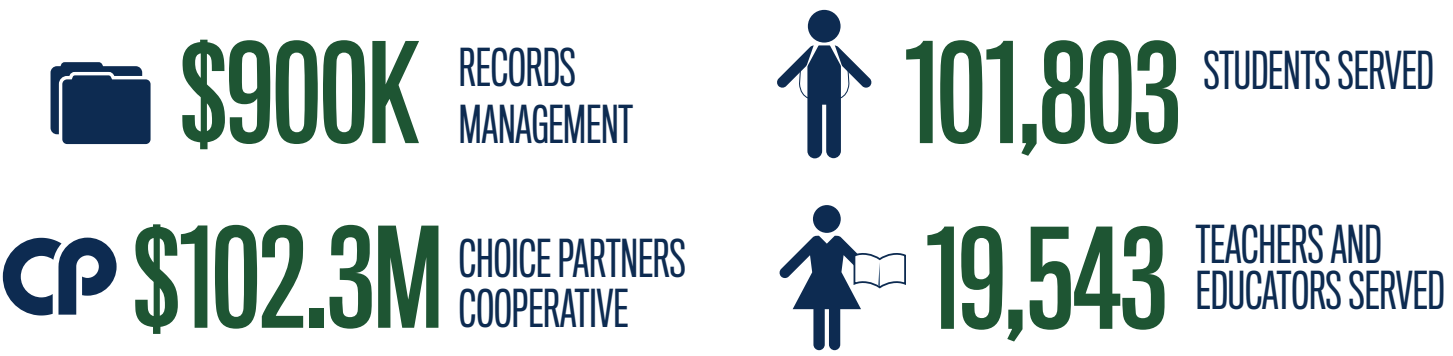 $900K
RECORDS
MANAGEMENT
101,803
STUDENTS SERVED
CP
$102.3M
CHOICE PARTNERS
COOPERATIVE
19,543
TEACHERS AND
EDUCATORS SERVED